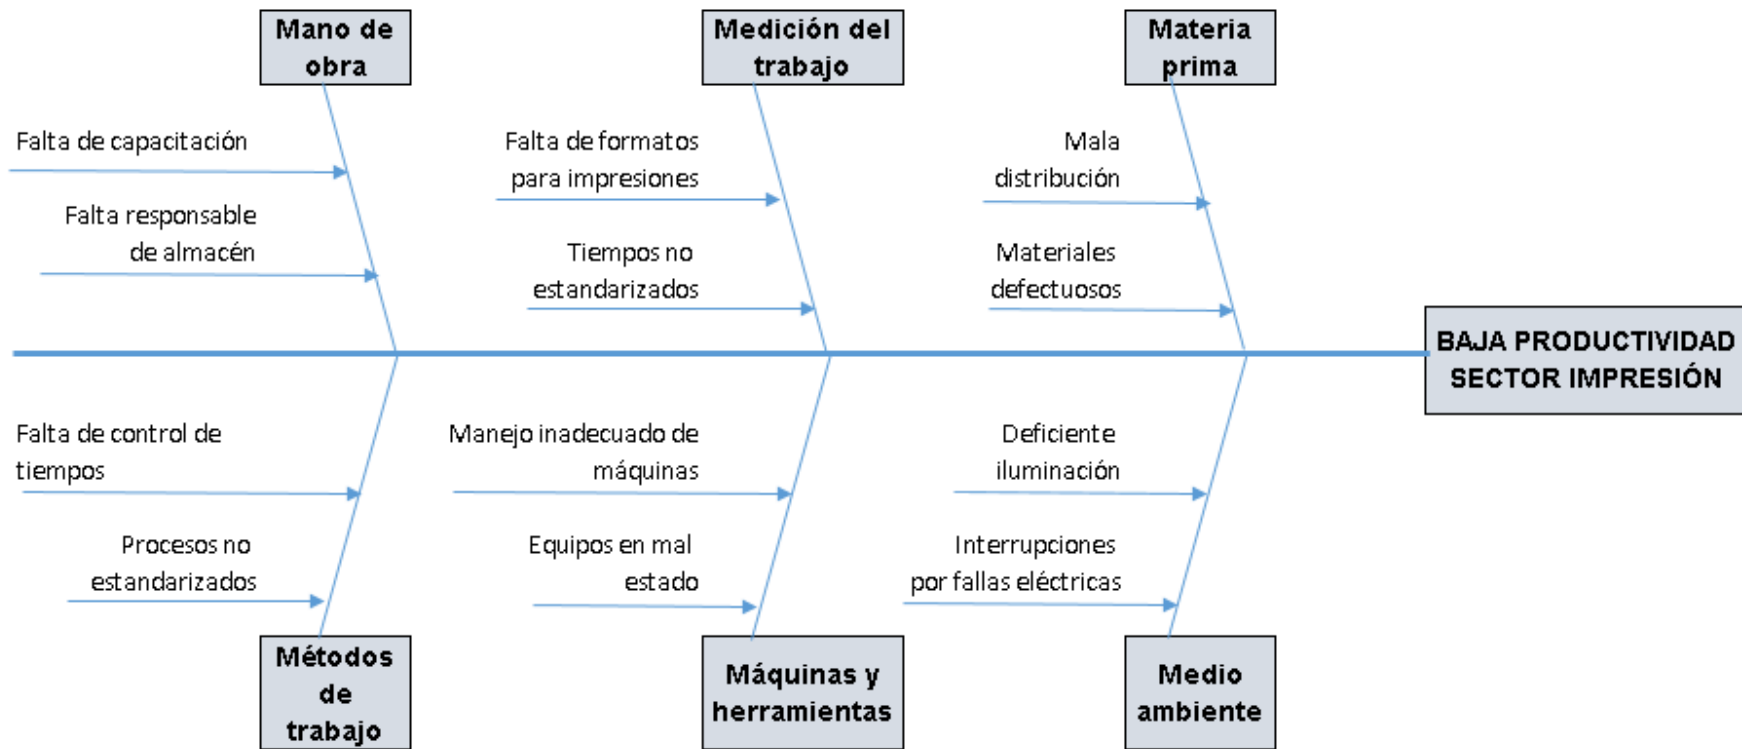 Mano de
obra
Medición del
trabajo
Materia
prima
Falta de capacitación
Falta responsable
de almacén
Falta de formatos
para impresiones
Tiempos no
estandarizados
Mala
distribución
Materiales
defectuosos
BAJA PRODUCTIVIDAD
SECTOR IMPRESIÓN
Falta de control de
tiempos
Procesos no
estandarizados
Manejo inadecuado de
máquinas
Equipos en mal
estado
Deficiente
iluminación
Interrupciones
por fallas eléctricas
Métodos
de
trabajo
Máquinas y
herramientas
Medio
ambiente